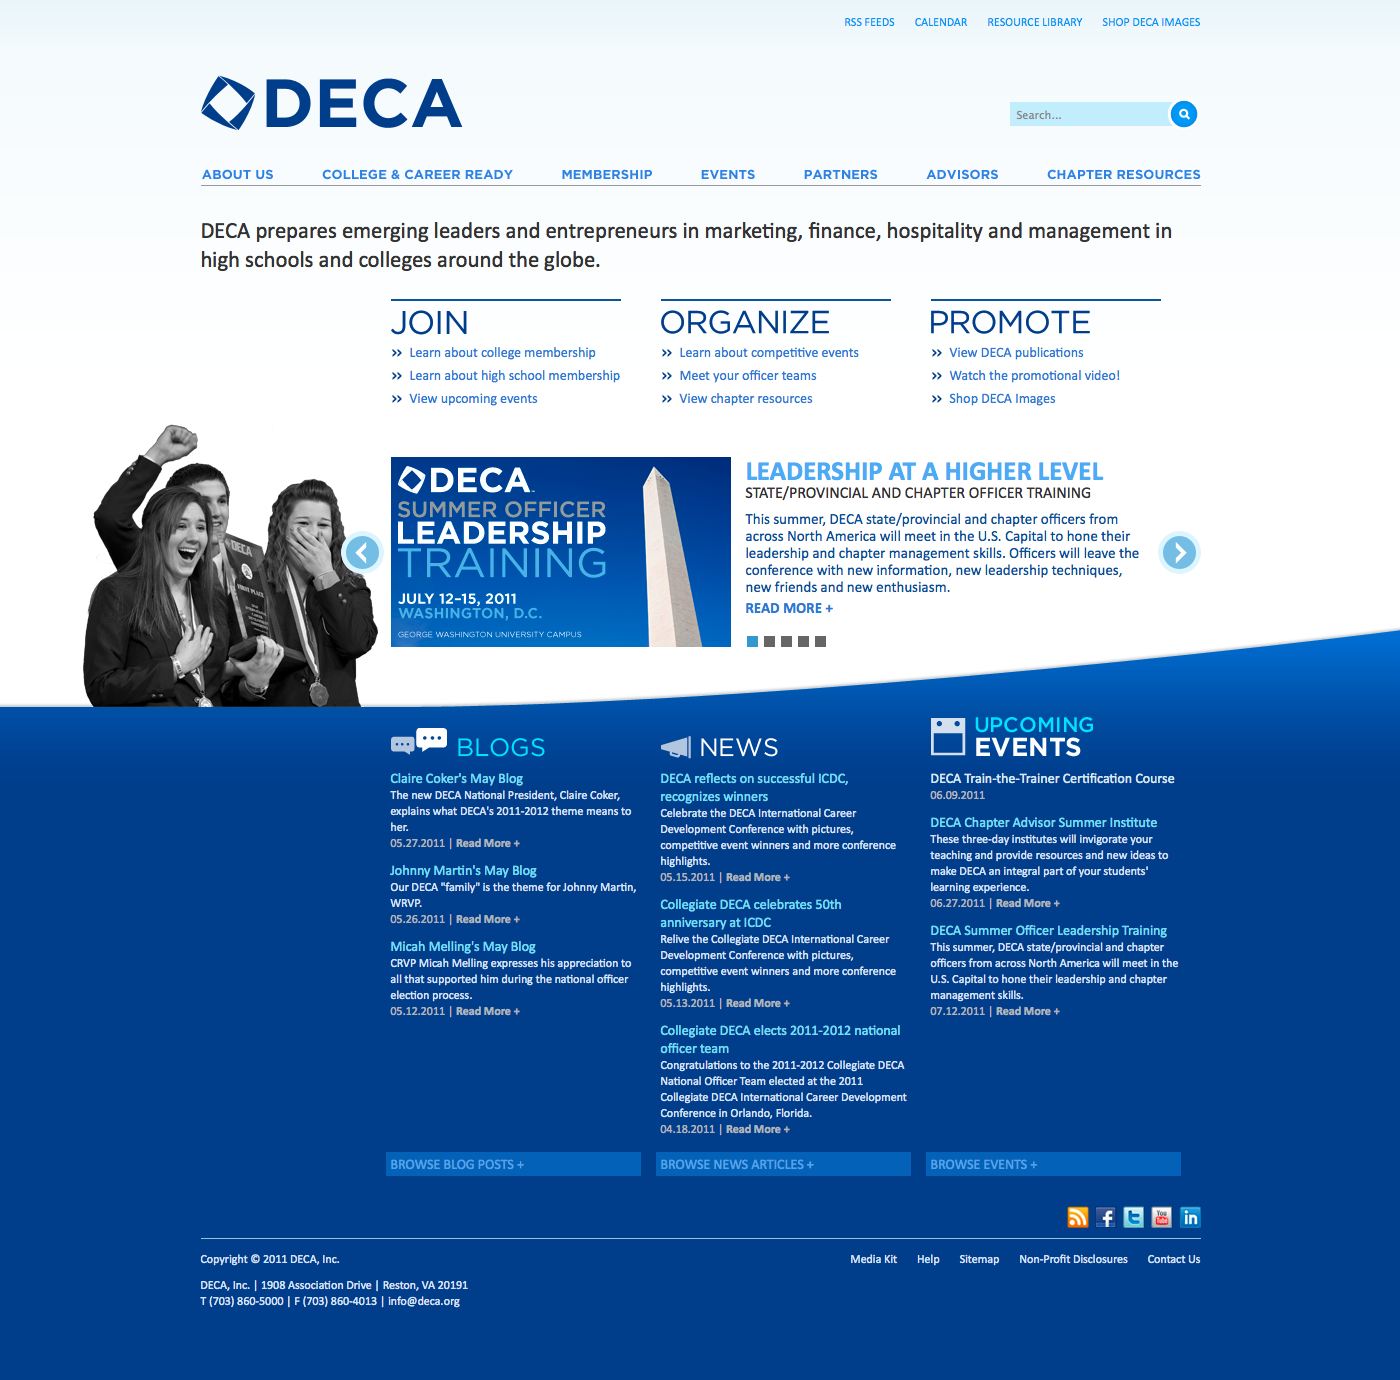 RSS FEEDS CALENDAR RESOURCE LIBRARY SHOP DECA IMAGES
DECA
Search...
ABOUT US COLLEGE & CAREER READY MEMBERSHIP EVENTS PARTNERS ADVISORS CHAPTER RESOURCES
DECA prepares emerging leaders and entrepreneurs in marketing, finance, hospitality and management in
high schools and colleges around the globe.
JOIN
>> Learn about college membership
>> Learn about high school membership
>> View upcoming events
ORGANIZE
>> Learn about competitive events
>> Meet your officer teams
>> View chapter resources
PROMOTE
>> View DECA publications
>> Watch the promotional video!
>> Shop DECA Images
DECA
FIRST PLACE
DECA
SUMMER OFFICER
LEADERSHIP
TRAINING
JULY 12-15, 2011
WASHINGTON, D.C.
GEORGE WASHINGTON UNIVERSITY CAMPUS
LEADERSHIP AT A HIGHER LEVEL
STATE/PROVINCIAL AND CHAPTER OFFICER TRAINING
This summer, DECA state/provincial and chapter officers from
across North America will meet in the U.S. Capital to hone their
leadership and chapter management skills. Officers will leave the
conference with new information, new leadership techniques,
new friends and new enthusiasm.
READ MORE +
BLOGS
Claire Coker's May Blog
The new DECA National President, Claire Coker,
explains what DECA's 2011-2012 theme means to
her.
05.27.2011 | Read More +
Johnny Martin's May Blog
Our DECA "family" is the theme for Johnny Martin,
WRVP.
05.26.2011 | Read More +
Micah Melling's May Blog
CRVP Micah Melling expresses his appreciation to
all that supported him during the national officer
election process.
05.12.2011 | Read More +
BROWSE BLOG POSTS +
NEWS
DECA reflects on successful ICDC,
recognizes winners
Celebrate the DECA International Career
Development Conference with pictures,
competitive event winners and more conference
highlights.
05.15.2011 | Read More +
Collegiate DECA celebrates 50th
anniversary at ICDC
Relive the Collegiate DECA International Career
Development Conference with pictures,
competitive event winners and more conference
highlights.
05.13.2011 | Read More +
Collegiate DECA elects 2011-2012 national
officer team
Congratulations to the 2011-2012 Collegiate DECA
National Officer Team elected at the 2011
Collegiate DECA International Career Development
Conference in Orlando, Florida.
04.18.2011 | Read More +
BROWSE NEWS ARTICLES +
UPCOMING
EVENTS
DECA Train-the-Trainer Certification Course
06.09.2011
DECA Chapter Advisor Summer Institute
These three-day institutes will invigorate your
teaching and provide resources and new ideas to
make DECA an integral part of your students'
learning experience.
06.27.2011 | Read More +
DECA Summer Officer Leadership Training
This summer, DECA state/provincial and chapter
officers from across North America will meet in the
U.S. Capital to hone their leadership and chapter
management skills.
07.12.2011 | Read More +
BROWSE EVENTS +
You Tube
Copyright © 2011 DECA, Inc.
Media Kit Help Sitemap Non-Profit Disclosures Contact Us
DECA, Inc. | 1908 Association Drive | Reston, VA 20191
T (703) 860-5000 | F (703) 860-4013 | info@deca.org